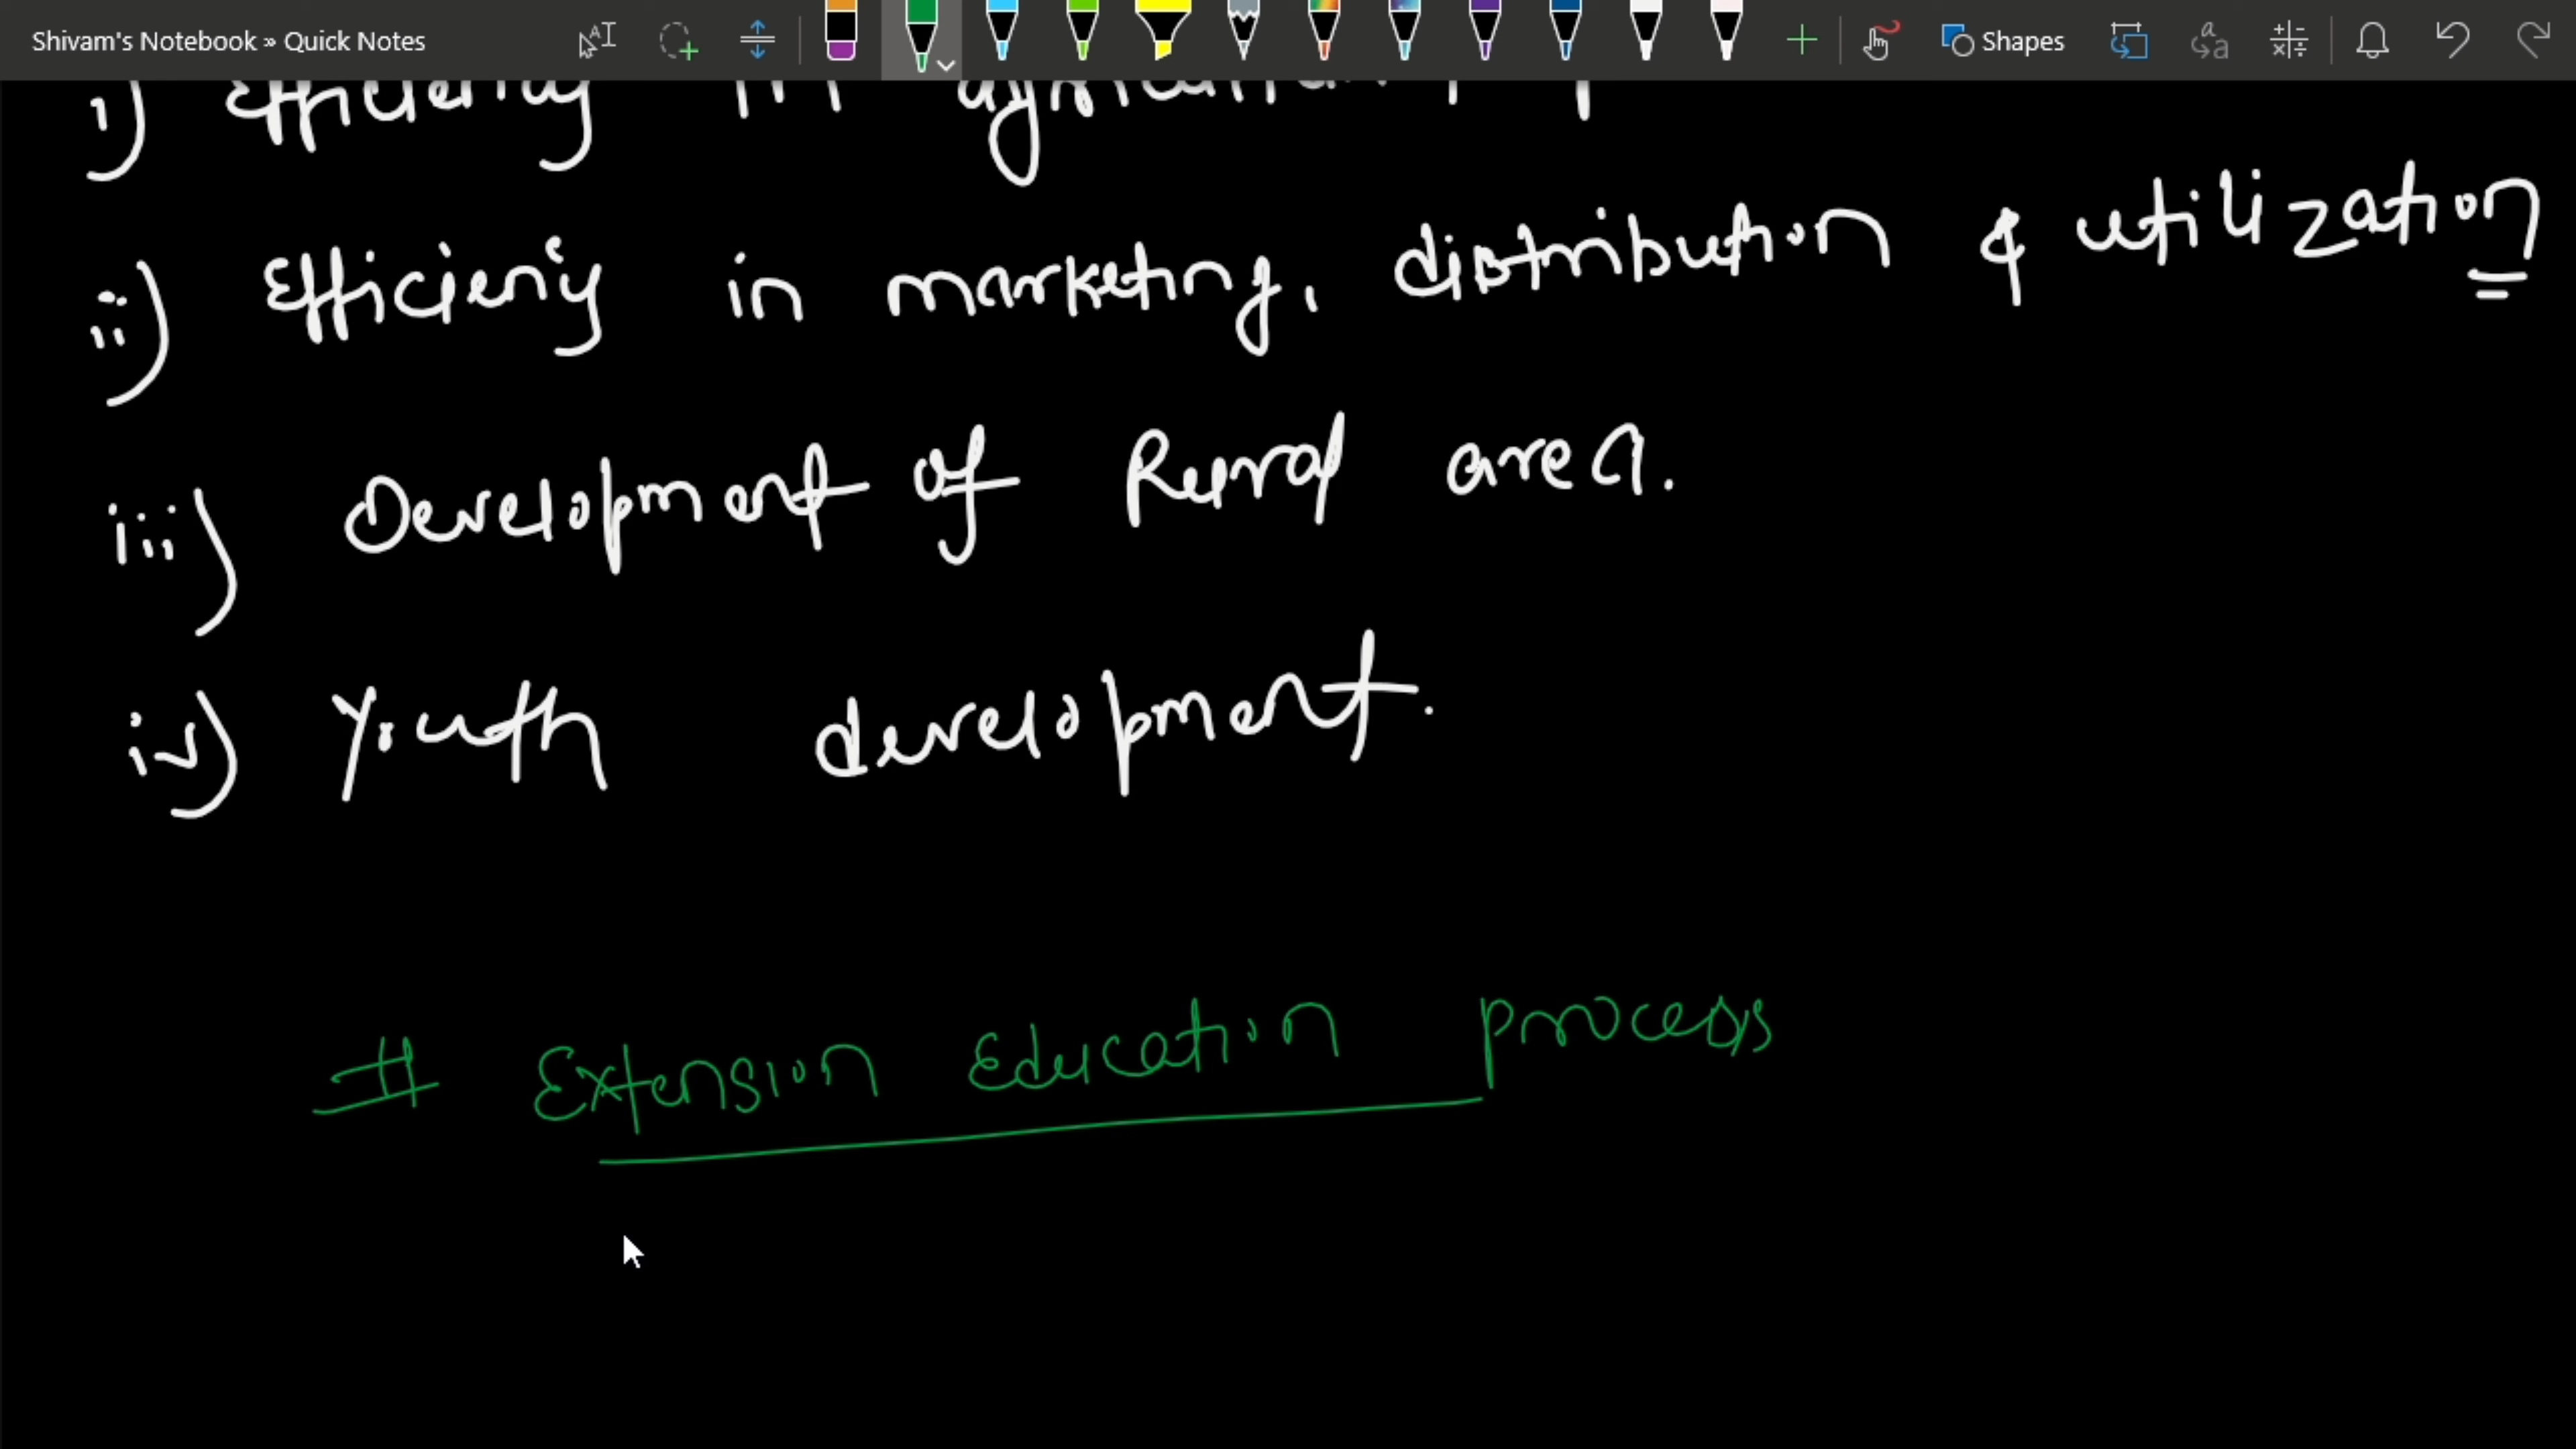 Shivam's Notebook » Quick Notes
Shapes
i) Efficiency in
ii) Efficiency in marketing, distribution & utilization
iii) Development of Rural area.
iv) Youth development.
# Extension Education process